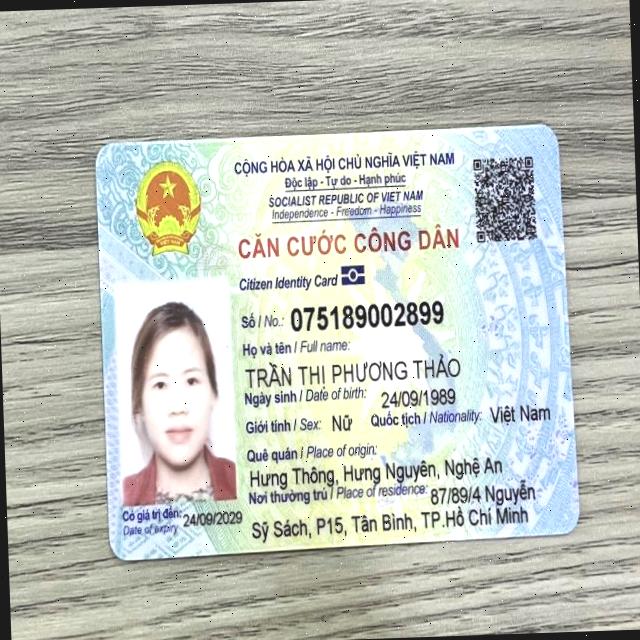 CỘNG HÒA XÃ HỘI CHỦ NGHĨA VIỆT NAM
Độc lập - Tự do - Hạnh phúc
SOCIALIST REPUBLIC OF VIET NAM
Independence - Freedom - Happiness
CĂN CƯỚC CÔNG DÂN
Citizen Identity Card
Số / No.: 075189002899
Họ và tên / Full name:
TRẦN THỊ PHƯƠNG THẢO
Ngày sinh / Date of birth: 24/09/1989
Giới tính / Sex: Nữ Quốc tịch / Nationality: Việt Nam
Quê quán / Place of origin:
Hưng Thông, Hưng Nguyên, Nghệ An
Nơi thường trú / Place of residence: 87/89/4 Nguyễn
Sỹ Sách, P15, Tân Bình, TP.Hồ Chí Minh
Có giá trị đến: 24/09/2029
Date of expiry